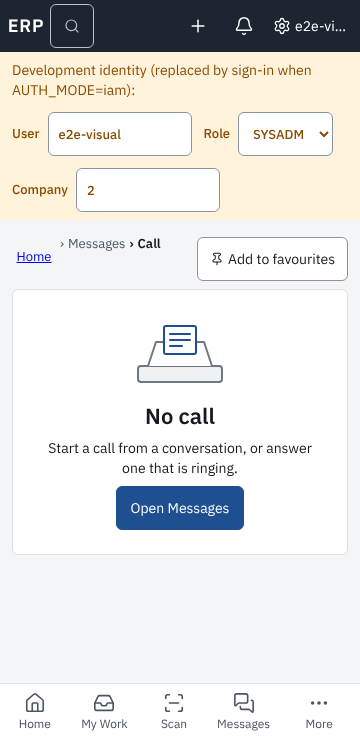 ERP
e2e-vi...
Development identity (replaced by sign-in when
AUTH_MODE=iam):
User e2e-visual Role SYSADM
Company 2
Home › Messages › Call
Add to favourites
No call
Start a call from a conversation, or answer
one that is ringing.
Open Messages
Home My Work Scan Messages More